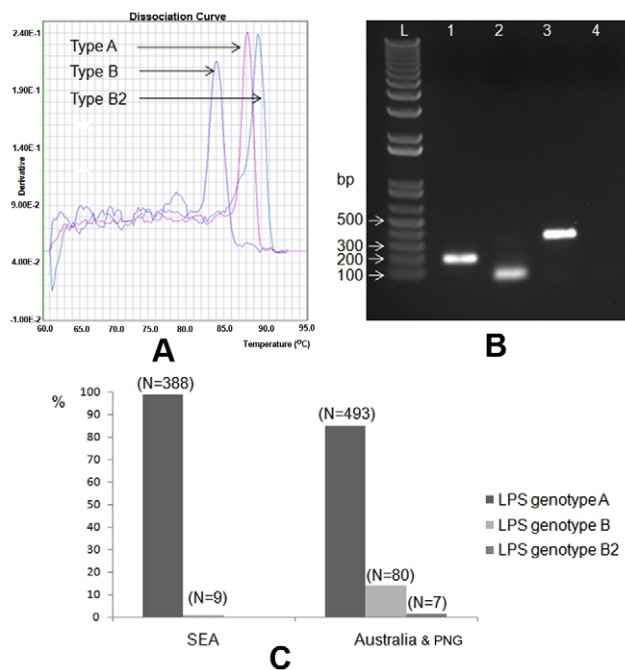 Dissociation Curve
2.40E-1
1.90E-1
1.40E-1
9.00E-2
4.00E-2
-1.00E-2
Derivative
Type A
Type B
Type B2
60.0 65.0 70.0 75.0 80.0 85.0 90.0 95.0
Temperature (⁰C)
A
L 1 2 3 4
bp
500
300
200
100
B
%
100
90
80
70
60
50
40
30
20
10
0
(N=388)
(N=9)
(N=493)
(N=80)
(N=7)
SEA
Australia & PNG
LPS genotype A
LPS genotype B
LPS genotype B2
C